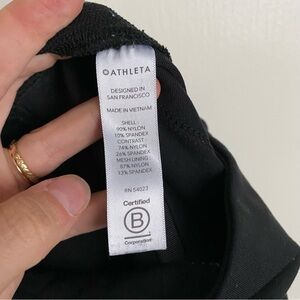 ATHLETA
DESIGNED IN
SAN FRANCISCO
MADE IN VIETNAM
SHELL:
90% NYLON
10% SPANDEX
CONTRAST:
74% NYLON
26% SPANDEX
MESH LINING:
87% NYLON
13% SPANDEX
RN 54023
Certified
B
Corporation